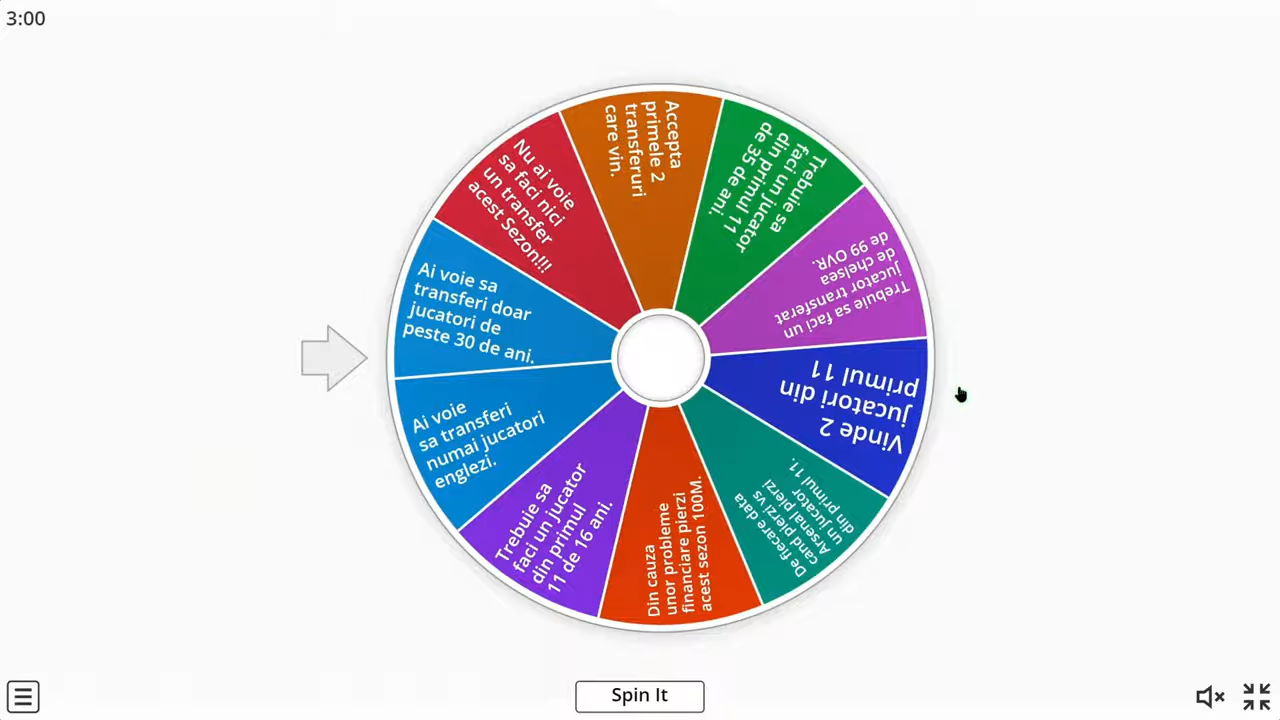 3:00
Accepta
primele 2
transferuri
care vin.
Trebuie sa
faci un jucator
din primul 11
de 35 de ani.
Trebuie sa faci un
jucator transferat
de chelsea
de 99 OVR.
Vinde 2
jucatori din
primul 11
De fiecare data
cand pierzi vs
Arsenal pierzi
un jucator
din primul 11.
Din cauza
unor probleme
financiare pierzi
acest sezon 100M.
Trebuie sa
faci un jucator
din primul
11 de 16 ani.
Ai voie
sa transferi
numai jucatori
englezi.
Ai voie sa
transferi doar
jucatori de
peste 30 de ani.
Nu ai voie
sa faci nici
un transfer
acest Sezon!!!
Spin It